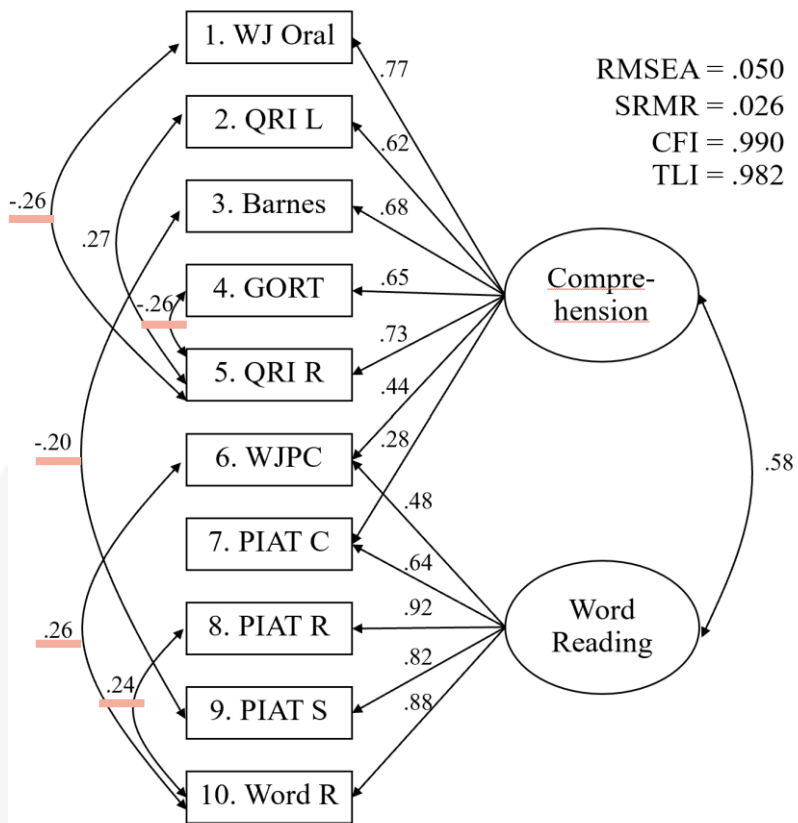 1. WJ Oral
2. QRI L
3. Barnes
4. GORT
5. QRI R
6. WJPC
7. PIAT C
8. PIAT R
9. PIAT S
10. Word R
-.26
.27
-.26
-.20
.26
.24
.77
.62
.68
.65
.73
.44
.28
.48
.64
.92
.82
.88
Compre-
hension
Word
Reading
.58
RMSEA = .050
SRMR = .026
CFI = .990
TLI = .982